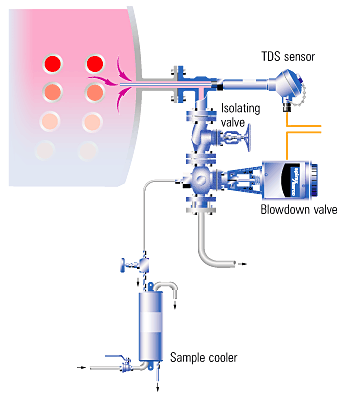 TDS sensor
Isolating
valve
Blowdown valve
Sample cooler